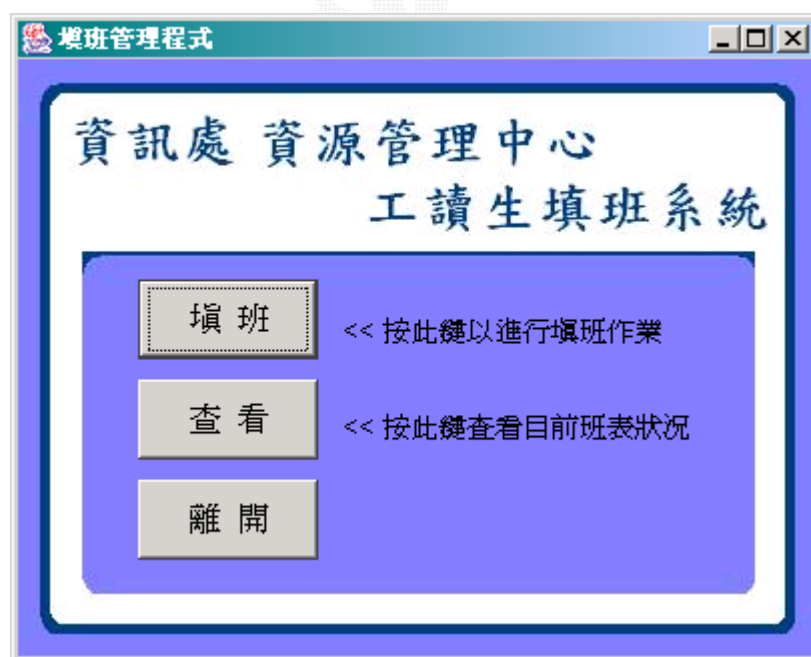 填班管理程式
資訊處 資源管理中心
工讀生填班系統
填 班
<< 按此鍵以進行填班作業
查 看
<< 按此鍵查看目前班表狀況
離 開